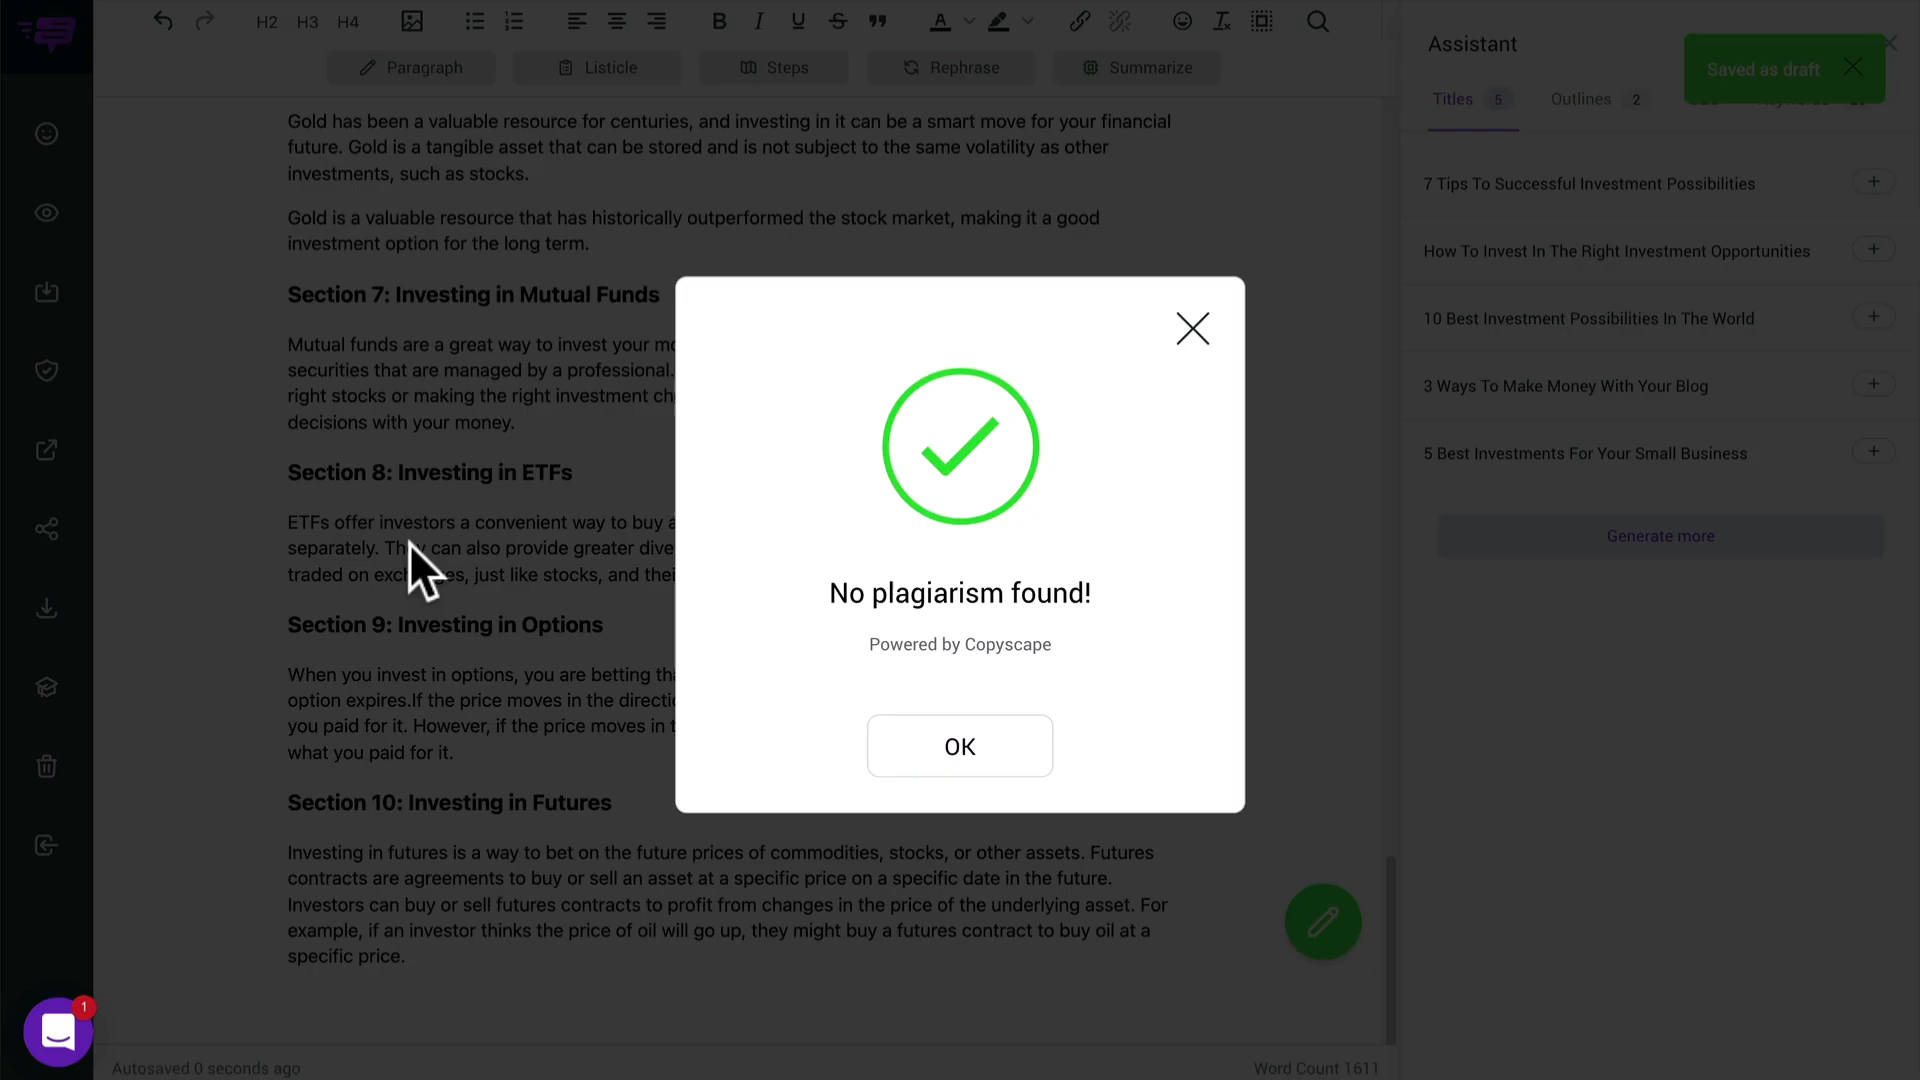 H2 H3 H4
Paragraph Listicle Steps Rephrase Summarize
Gold has been a valuable resource for centuries, and investing in it can be a smart move for your financial
future. Gold is a tangible asset that can be stored and is not subject to the same volatility as other
investments, such as stocks.
Gold is a valuable resource that has historically outperformed the stock market, making it a good
investment option for the long term.
Section 7: Investing in Mutual Funds
Mutual funds are a great way to invest your
securities that are managed by a professional.
right stocks or making the right investment
decisions with your money.
Section 8: Investing in ETFs
ETFs offer investors a convenient way to buy
separately. They can also provide greater
traded on exchanges, just like stocks, and
Section 9: Investing in Options
When you invest in options, you are betting
option expires.If the price moves in the
you paid for it. However, if the price moves in
what you paid for it.
Section 10: Investing in Futures
Investing in futures is a way to bet on the future prices of commodities, stocks, or other assets. Futures
contracts are agreements to buy or sell an asset at a specific price on a specific date in the future.
Investors can buy or sell futures contracts to profit from changes in the price of the underlying asset. For
example, if an investor thinks the price of oil will go up, they might buy a futures contract to buy oil at a
specific price.
No plagiarism found!
Powered by Copyscape
OK
Assistant
Saved as draft
Titles 5 Outlines 2
7 Tips To Successful Investment Possibilities
How To Invest In The Right Investment Opportunities
10 Best Investment Possibilities In The World
3 Ways To Make Money With Your Blog
5 Best Investments For Your Small Business
Generate more
1
Autosaved 0 seconds ago
Word Count 1611